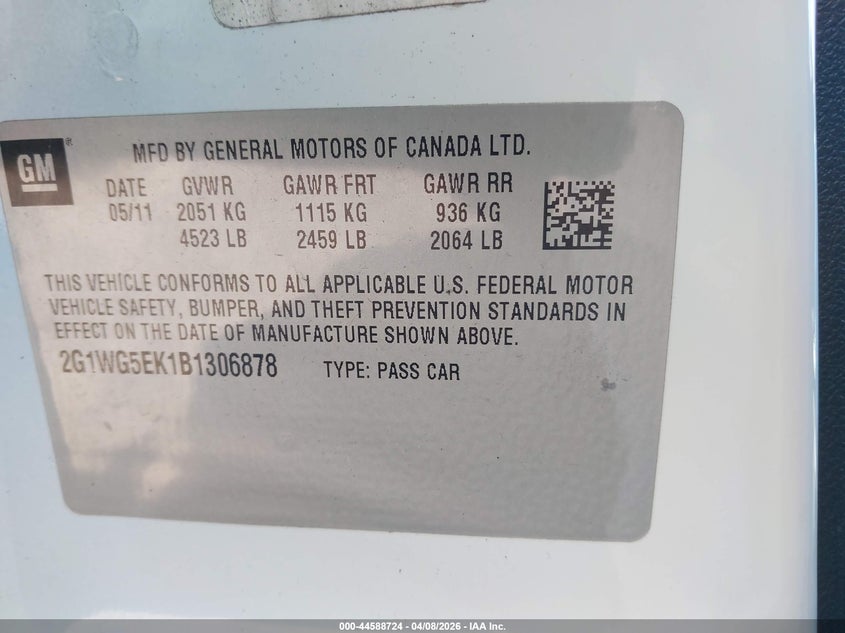 GM
MFD BY GENERAL MOTORS OF CANADA LTD.
DATE GVWR GAWR FRT GAWR RR
05/11 2051 KG 1115 KG 936 KG
4523 LB 2459 LB 2064 LB
THIS VEHICLE CONFORMS TO ALL APPLICABLE U.S. FEDERAL MOTOR
VEHICLE SAFETY, BUMPER, AND THEFT PREVENTION STANDARDS IN
EFFECT ON THE DATE OF MANUFACTURE SHOWN ABOVE.
2G1WG5EK1B1306878 TYPE: PASS CAR
000-44588724 - 04/08/2026 - IAA Inc.